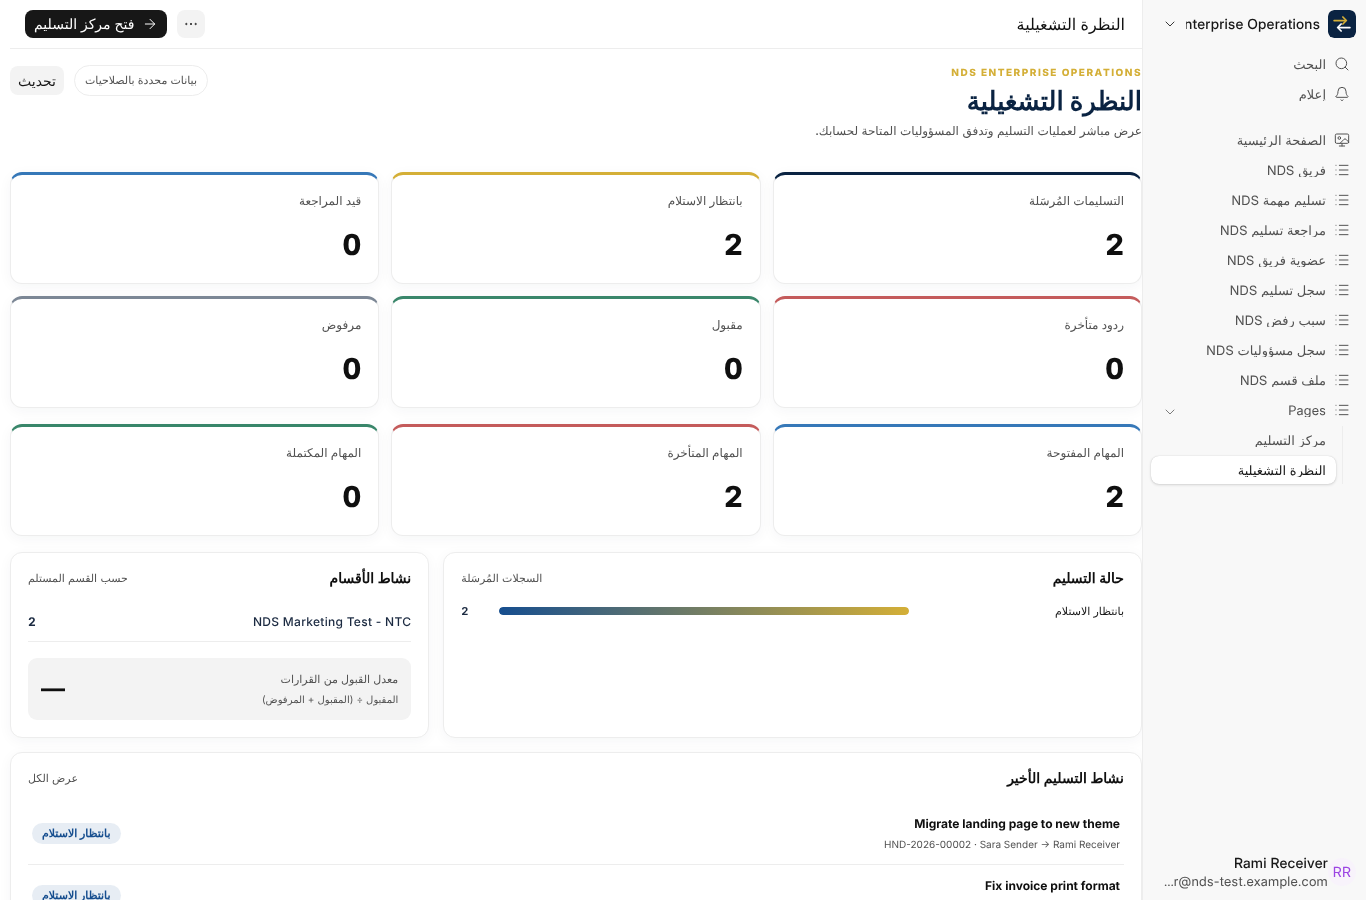 nterprise Operations
البحث
إعلام
الصفحة الرئيسية
فريق NDS
تسليم مهمة NDS
مراجعة تسليم NDS
عضوية فريق NDS
سجل تسليم NDS
سبب رفض NDS
سجل مسؤوليات NDS
ملف قسم NDS
Pages
مركز التسليم
النظرة التشغيلية
Rami Receiver
...r@nds-test.example.com
RR
النظرة التشغيلية
...
فتح مركز التسليم →
NDS ENTERPRISE OPERATIONS
النظرة التشغيلية
عرض مباشر لعمليات التسليم وتدفق المسؤوليات المتاحة لحسابك.
بيانات محددة بالصلاحيات
تحديث
التسليمات المُرسَلة
2
بانتظار الاستلام
2
قيد المراجعة
0
ردود متأخرة
0
مقبول
0
مرفوض
0
المهام المفتوحة
2
المهام المتأخرة
2
المهام المكتملة
0
حالة التسليم
السجلات المُرسَلة
بانتظار الاستلام
2
نشاط الأقسام
حسب القسم المستلم
NDS Marketing Test - NTC
2
معدل القبول من القرارات
المقبول ÷ (المقبول + المرفوض)
—
نشاط التسليم الأخير
عرض الكل
Migrate landing page to new theme
HND-2026-00002 · Sara Sender → Rami Receiver
بانتظار الاستلام
Fix invoice print format
بانتظار الاستلام